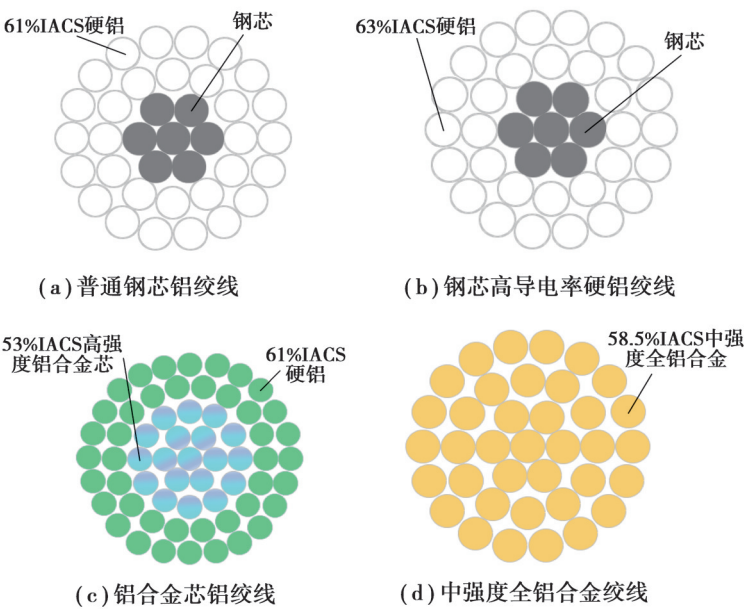 61%IACS硬铝
钢芯
63%IACS硬铝
钢芯
(a)普通钢芯铝绞线
(b)钢芯高导电率硬铝绞线
53%IACS高强
度铝合金芯
61%IACS
硬铝
58.5%IACS中强
度全铝合金
(c)铝合金芯铝绞线
(d)中强度全铝合金绞线